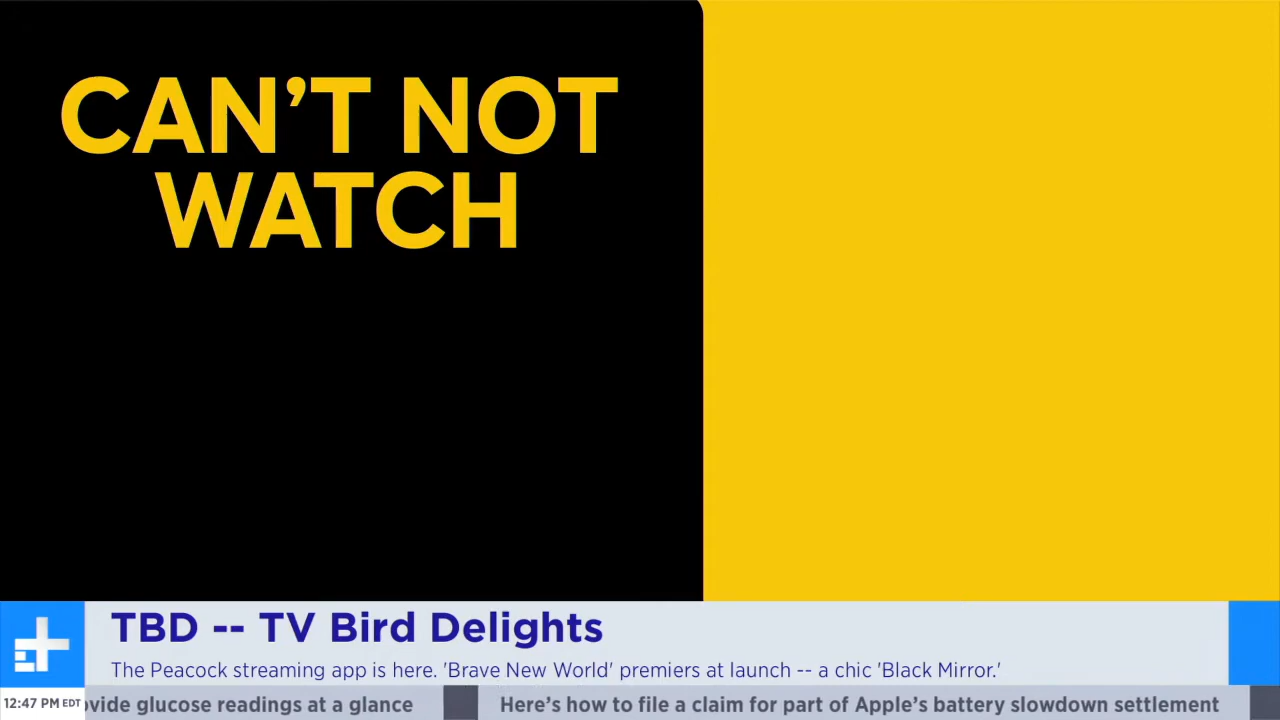 CAN’T NOT
WATCH
TBD -- TV Bird Delights
The Peacock streaming app is here. 'Brave New World' premiers at launch -- a chic 'Black Mirror.'
12:47 PM EDT
ovide glucose readings at a glance
Here’s how to file a claim for part of Apple’s battery slowdown settlement